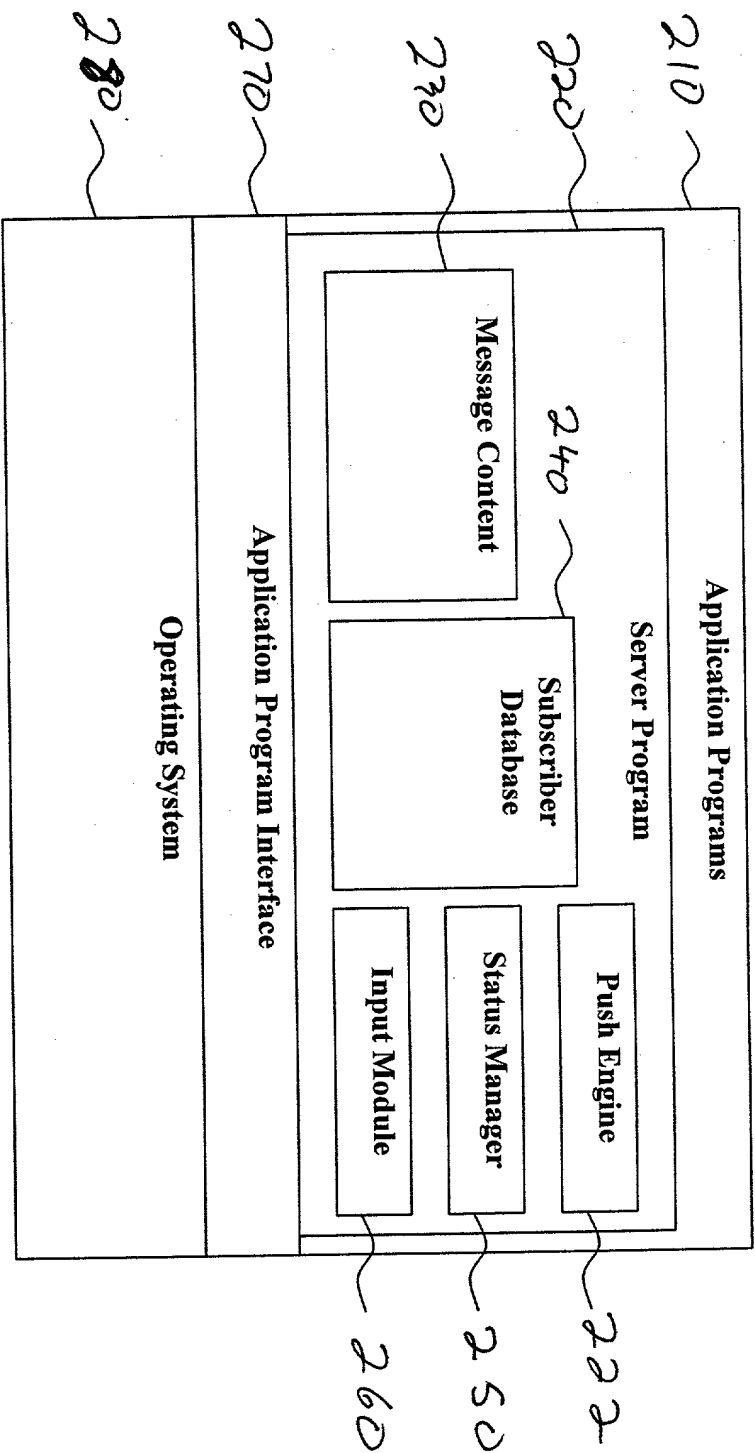 210
Application Programs
220
Server Program
222
Push Engine
240
Subscriber
Database
230
Message Content
Status Manager
250
Input Module
260
270
Application Program Interface
280
Operating System